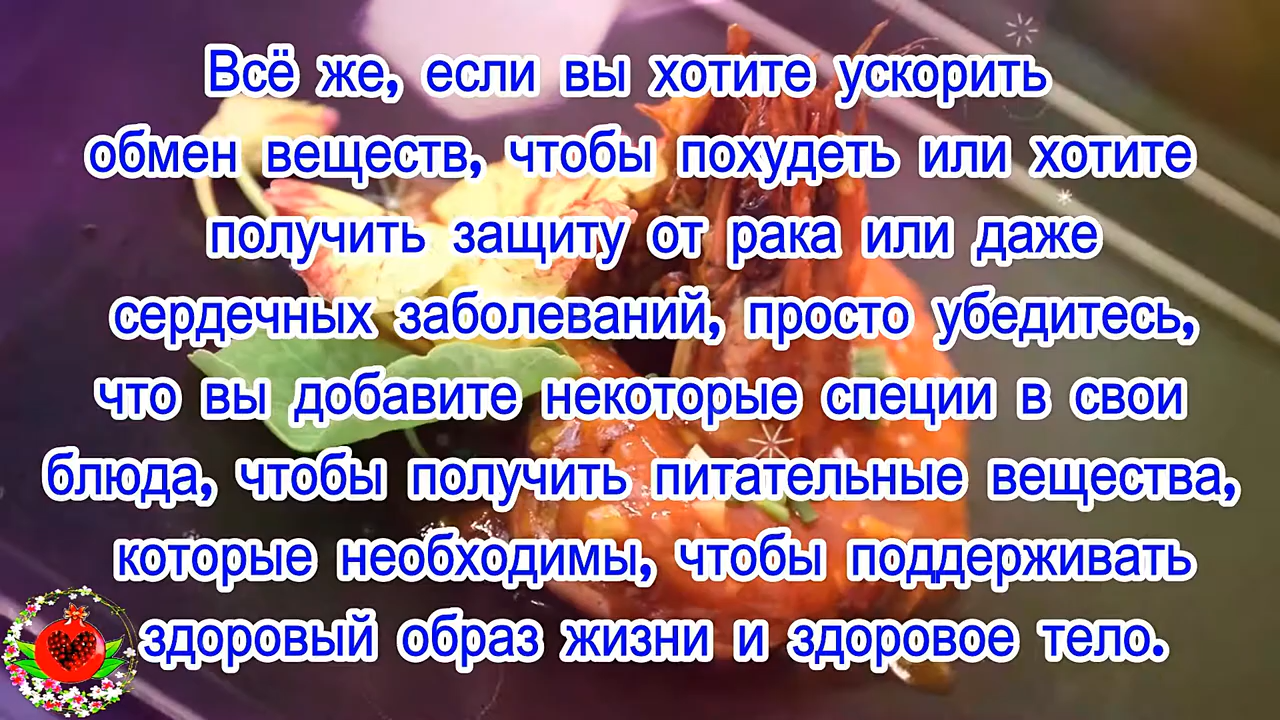 Всё же, если вы хотите ускорить
обмен веществ, чтобы похудеть или хотите
получить защиту от рака или даже
сердечных заболеваний, просто убедитесь,
что вы добавите некоторые специи в свои
блюда, чтобы получить питательные вещества,
которые необходимы, чтобы поддерживать
здоровый образ жизни и здоровое тело.